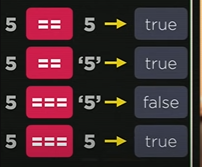 5 == 5 → true
5 == ‘5’ → true
5 === ‘5’ → false
5 === 5 → true